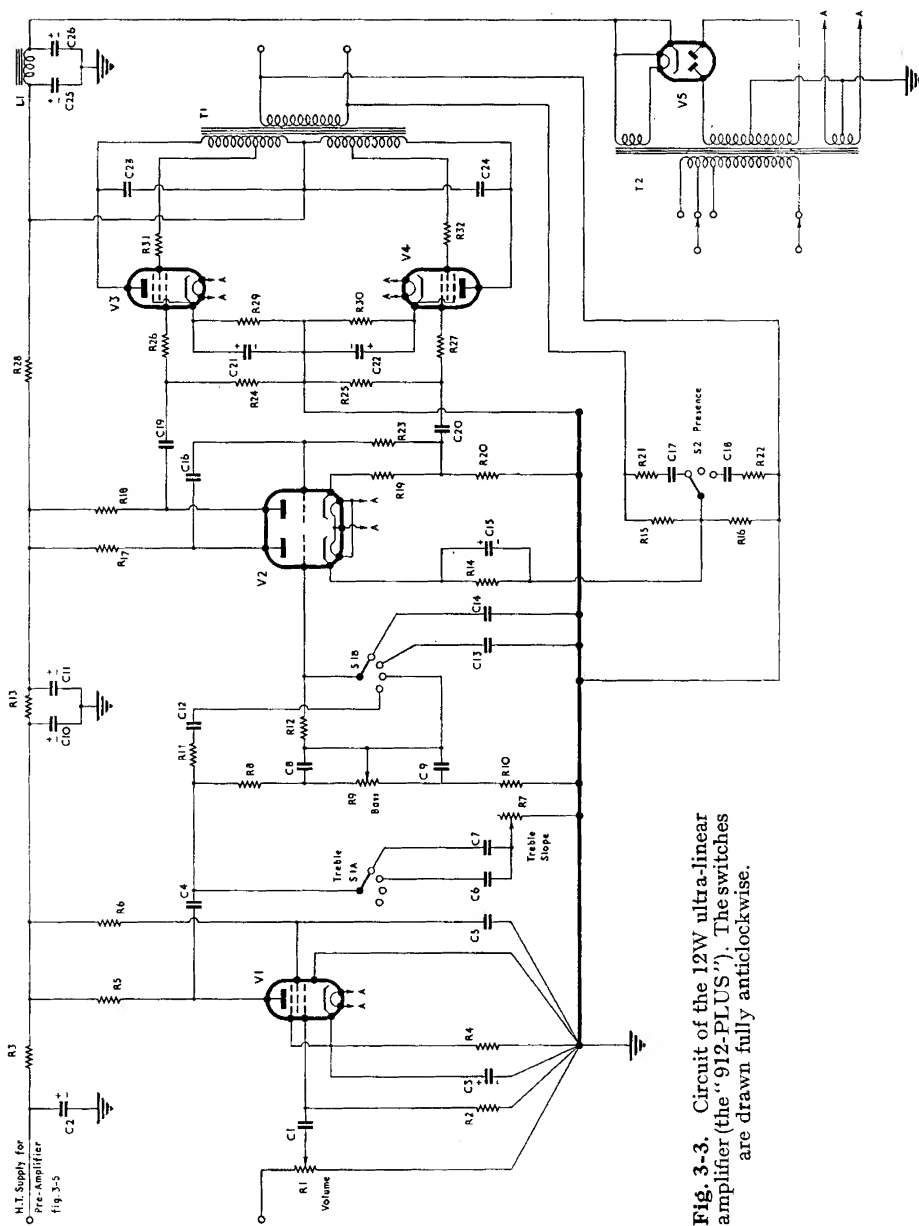 H.T. Supply for
Pre-Amplifier
fig. 3-5
C2
R3
R5
R6
R13
C10
C11
R17
R18
R28
L1
C25
C26
R1
Volume
C1
R2
C3
R4
V1
C5
C4
Treble
S1A
C6
C7
R7
Treble
Slope
R8
R11
C12
C8
R9
Bass
C9
R10
R12
S1B
C13
C14
V2
A
R14
C15
C16
C19
R19
R20
R23
C20
R24
R25
R26
R27
C21
C22
R29
R30
V3
V4
A
A
A
A
A
A
R31
R32
C23
C24
T1
R15
R16
R21
C17
S2 Presence
C18
R22
T2
V5
A
A
Fig. 3-3. Circuit of the 12W ultra-linear
amplifier (the "912-PLUS"). The switches
are drawn fully anticlockwise.